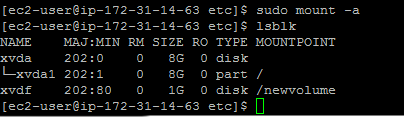 [ec2-user@ip-172-31-14-63 etc]$ sudo mount -a
[ec2-user@ip-172-31-14-63 etc]$ lsblk
NAME    MAJ:MIN RM SIZE RO TYPE MOUNTPOINT
xvda    202:0    0   8G  0 disk
└─xvda1 202:1    0   8G  0 part /
xvdf    202:80   0   1G  0 disk /newvolume
[ec2-user@ip-172-31-14-63 etc]$